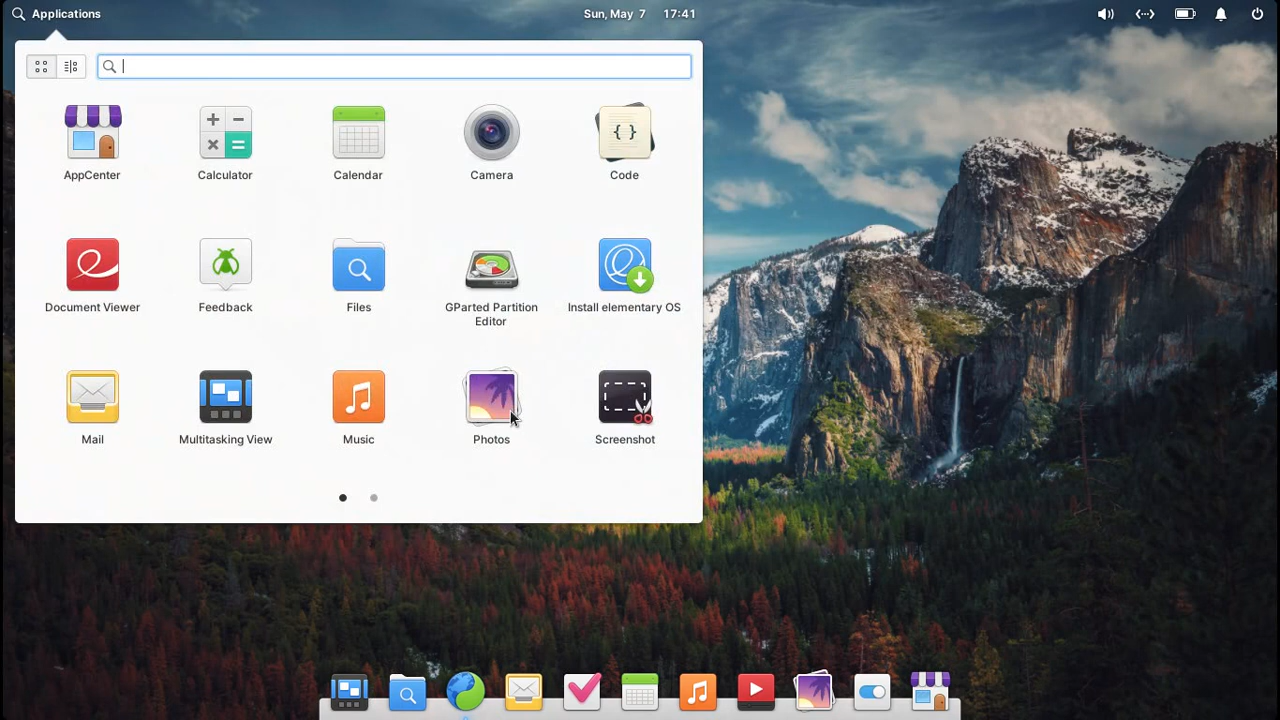 Applications
Sun, May 7 17:41
AppCenter
Calculator
Calendar
Camera
Code
Document Viewer
Feedback
Files
GParted Partition
Editor
Install elementary OS
Mail
Multitasking View
Music
Photos
Screenshot